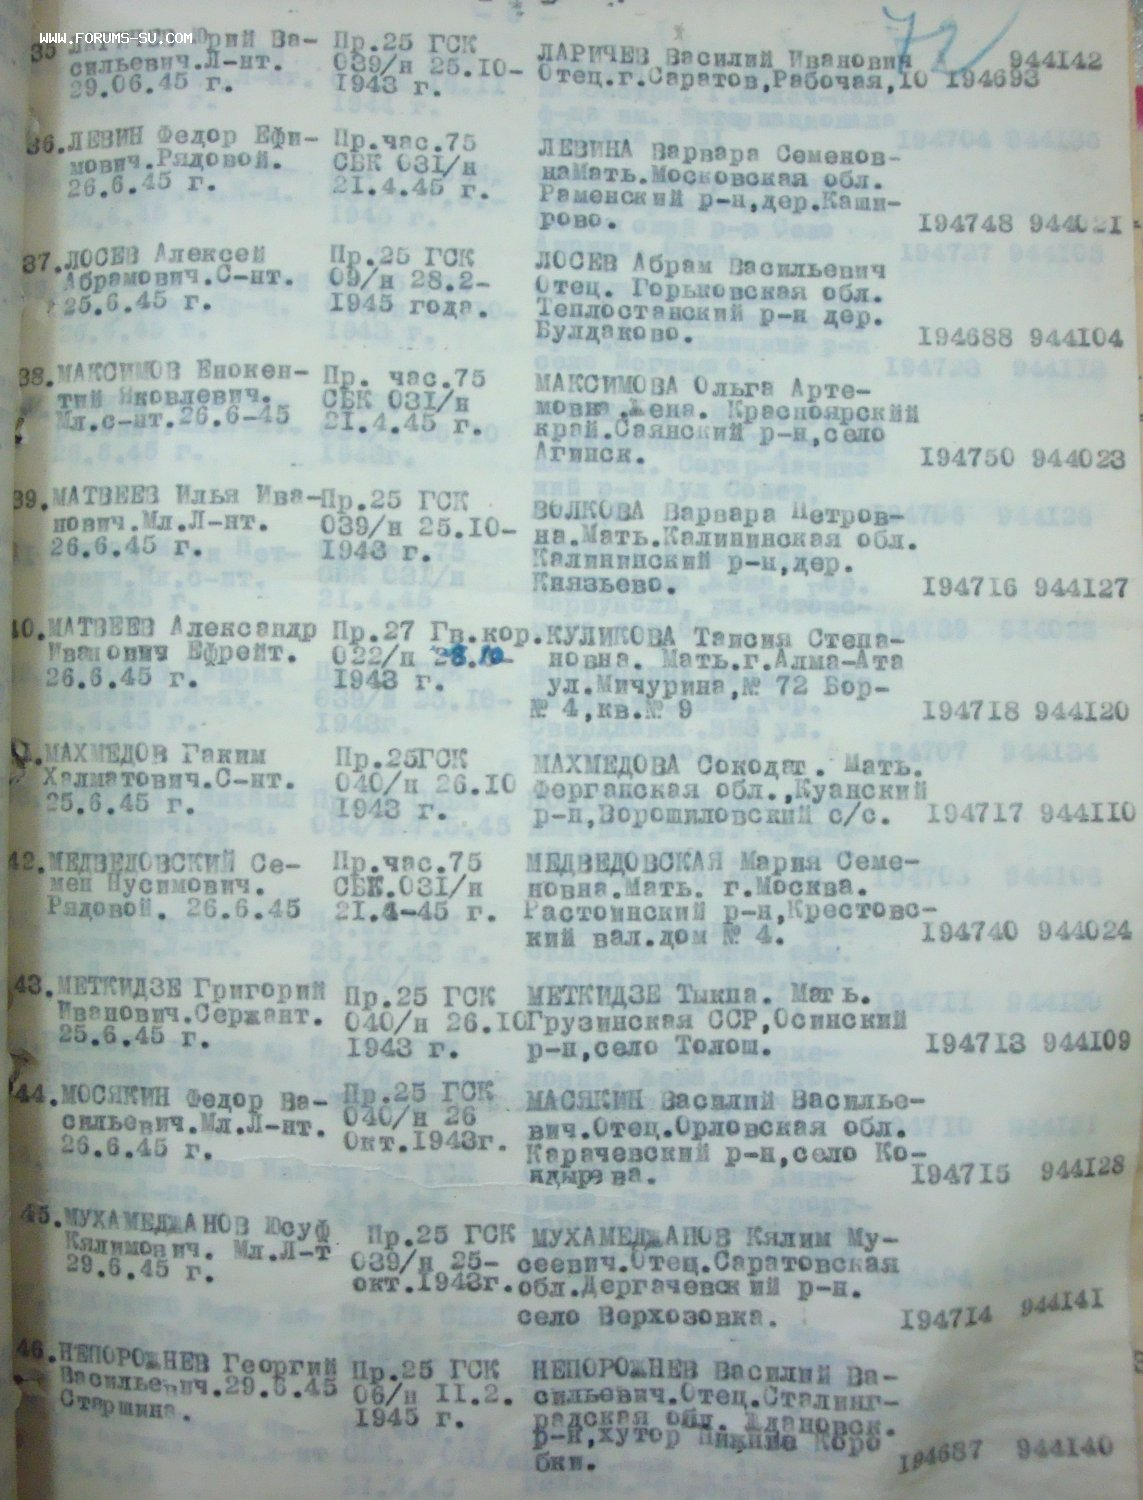 WWW.FORUMS-SU.COM
72
35 Ва- Пр.25 ГСК ЛАРИЧЕВ Василий Иванович 944142
сильевич.Л-нт. 039/н 25.10- Отец.г.Саратов,Рабочая,10 194693
29.06.45 г. 1943 г.
36.ЛЕВИН Федор Ефи- Пр.час.75 ЛЕВИНА Варвара Семенов-
мович.Рядовой. СБК 031/н наМать.Московская обл.
26.6.45 г. 21.4.45 г. Раменский р-н,дер.Каши-
рово. 194748 944021
37.ЛОСЕВ Алексей Пр.25 ГСК ЛОСЕВ Абрам Васильевич
Абрамович.С-нт. 09/н 28.2- Отец. Горьковская обл.
25.6.45 г. 1945 года. Теплостанский р-н дер.
Булдаково. 194688 944104
38.МАКСИМОВ Енокен- Пр. час.75 МАКСИМОВА Ольга Арте-
тий Яковлевич. СБК 031/н мовна.Жена. Красноярский
Мл.с-нт.26.6-45 21.4.45 г. край.Саянский р-н,село
Агинск. 194750 944023
39.МАТВЕЕВ Илья Ива- Пр.25 ГСК ВОЛКОВА Варвара Петров-
нович.Мл.Л-нт. 039/н 25.10- на.Мать.Калининская обл.
26.6.45 г. 1943 г. Калининский р-н,дер.
Князьево. 194716 944127
40.МАТВЕЕВ Александр Пр.27 Гв.кор. КУЛИКОВА Таисия Степа-
Иванович Ефрейт. 022/н 28.10- новна. Мать.г.Алма-Ата
26.6.45 г. 1943 г. ул.Мичурина,№ 72 Бор-
№ 4,кв.№ 9 194718 944120
41.МАХМЕДОВ Гаким Пр.25ГСК МАХМЕДОВА Сокодат. Мать.
Халматович.С-нт. 040/н 26.10 Ферганская обл.,Куанский
25.6.45 г. 1943 г. р-н,Ворошиловский с/с. 194717 944110
42.МЕДВЕДОВСКИЙ Се- Пр.час.75 МЕДВЕДОВСКАЯ Мария Семе-
мен Нусимович. СБК.031/н новна.Мать. г.Москва.
Рядовой. 26.6.45 21.4-45 г. Растоинский р-н,Крестовс-
кий вал.дом № 4. 194740 944024
43.МЕТКИДЗЕ Григорий Пр.25 ГСК МЕТКИДЗЕ Тыкпа. Мать.
Иванович.Сержант. 040/н 26.10 Грузинская ССР,Осинский
25.6.45 г. 1943 г. р-н,село Толош. 194713 944109
44.МОСЯКИН Федор Ва- Пр.25 ГСК МАСЯКИН Василий Василье-
сильевич.Мл.Л-нт. 040/н 26 вич.Отец.Орловская обл.
26.6.45 г. Окт.1943г. Карачевский р-н,село Ко-
ндырева. 194715 944128
45.МУХАМЕДЖАНОВ Юсуф Пр.25 ГСК МУХАМЕДЖАНОВ Кялим Му-
Кялимович. Мл.Л-т 039/н 25- сеевич.Отец.Саратовская
29.6.45 г. окт.1943г. обл.Дергачевский р-н.
село Верхозовка. 194714 944141
46.НЕПОРОЖНЕВ Георгий Пр.25 ГСК НЕПОРОЖНЕВ Василий Ва-
Васильевич.29.6.45 06/н 11.2. сильевич.Отец.Сталинг-
Старшина. 1945 г. радская обл. Ждановск.
р-н,хутор Нижние Коро
бки. 194687 944140